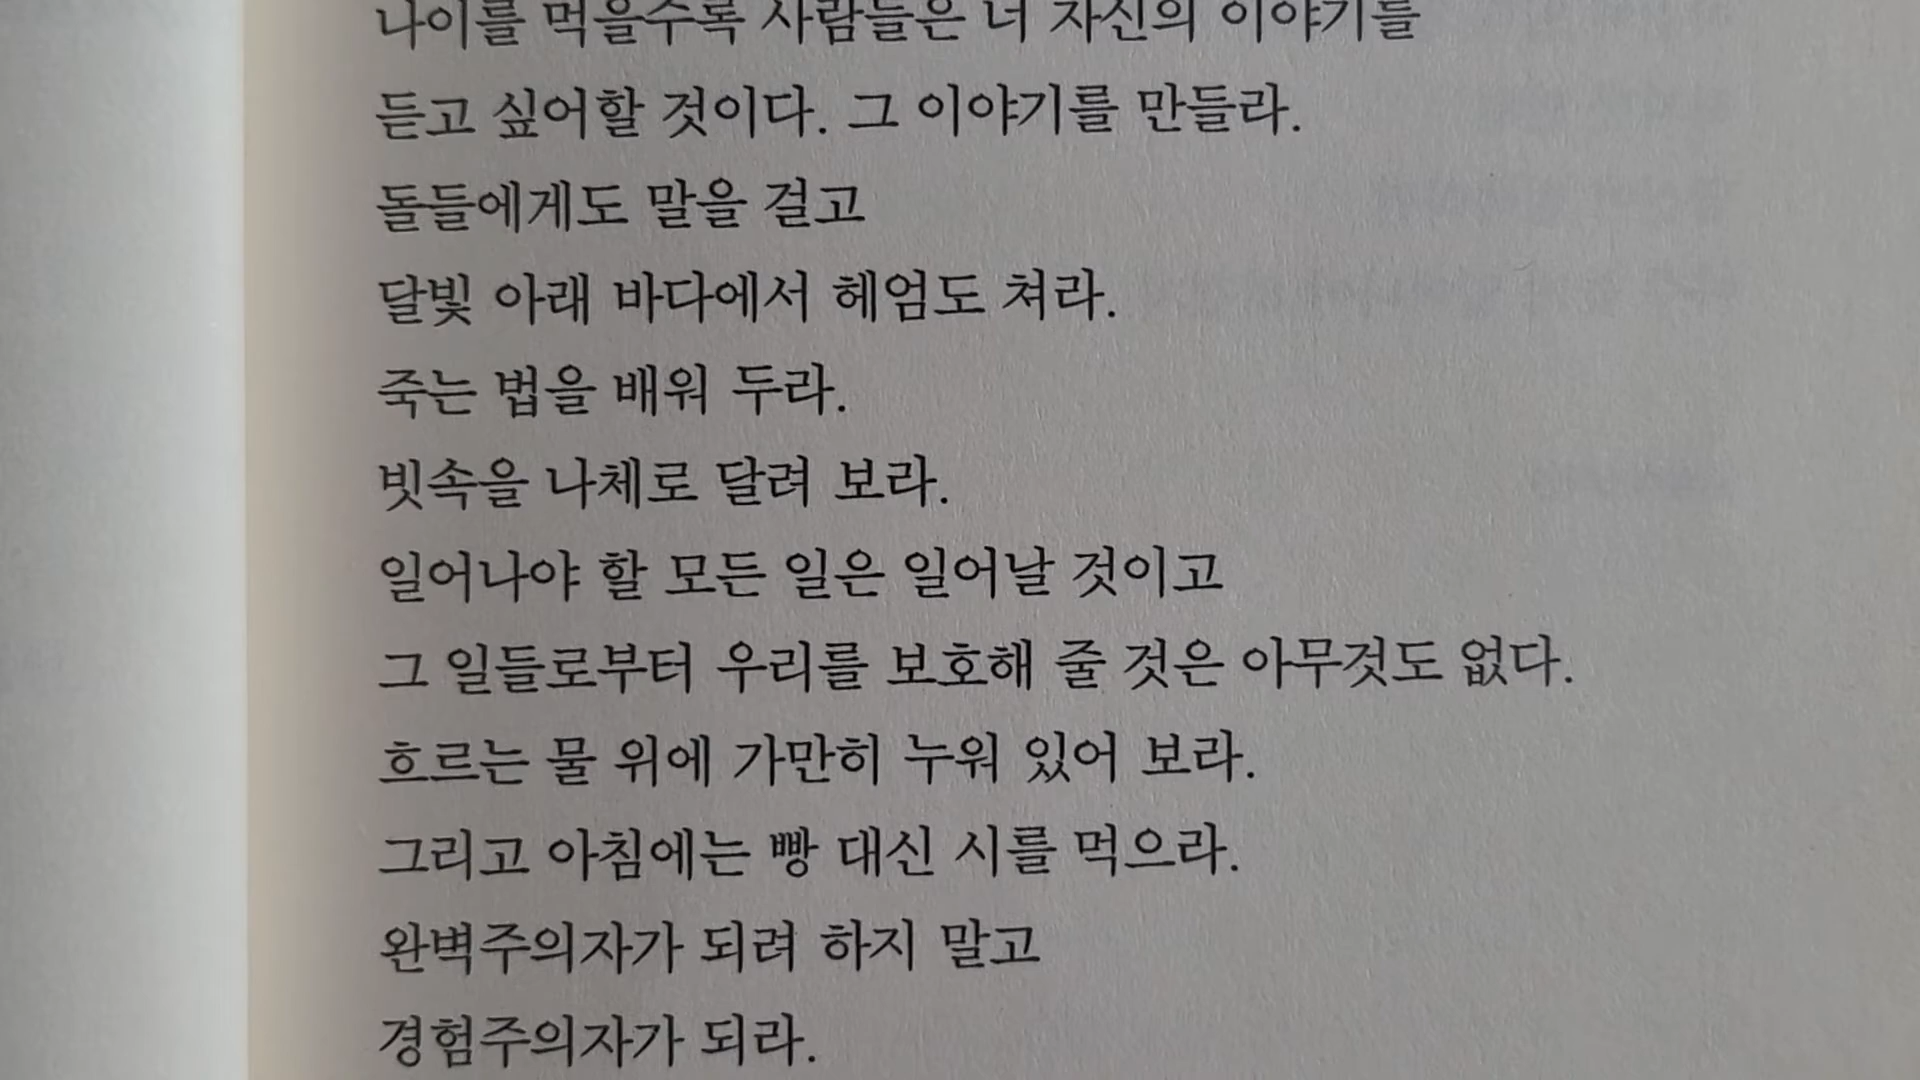 나이를 먹을수록 사람들은 너 자신의 이야기를
듣고 싶어할 것이다. 그 이야기를 만들라.
돌들에게도 말을 걸고
달빛 아래 바다에서 헤엄도 쳐라.
죽는 법을 배워 두라.
빗속을 나체로 달려 보라.
일어나야 할 모든 일은 일어날 것이고
그 일들로부터 우리를 보호해 줄 것은 아무것도 없다.
흐르는 물 위에 가만히 누워 있어 보라.
그리고 아침에는 빵 대신 시를 먹으라.
완벽주의자가 되려 하지 말고
경험주의자가 되라.